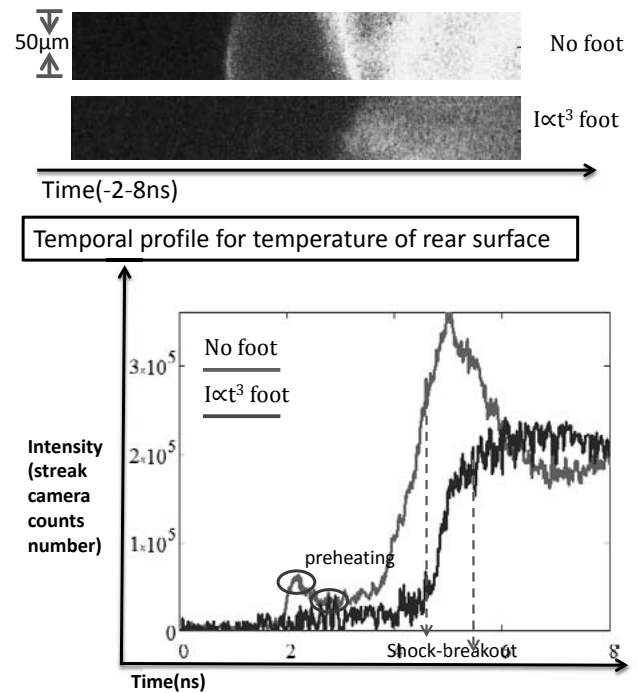 50μm
No foot
I∝t³ foot
Time(-2-8ns)
Temporal profile for temperature of rear surface
No foot
I∝t³ foot
3×10⁵
2×10⁵
1×10⁵
0
Intensity
(streak
camera
counts
number)
preheating
Shock-breakout
0 2 4 6 8
Time(ns)